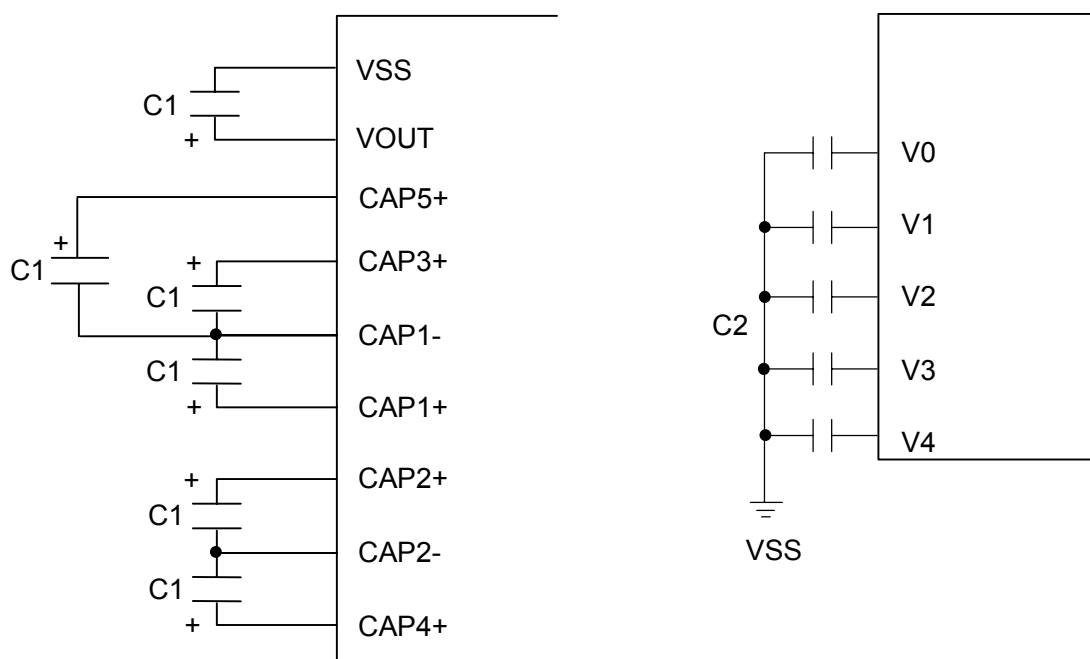 VSS
C1
+
VOUT
CAP5+
+
C1
CAP3+
+
C1
CAP1-
C1
CAP1+
+
CAP2+
+
C1
CAP2-
C1
CAP4+
+
V0
V1
V2
C2
V3
V4
VSS